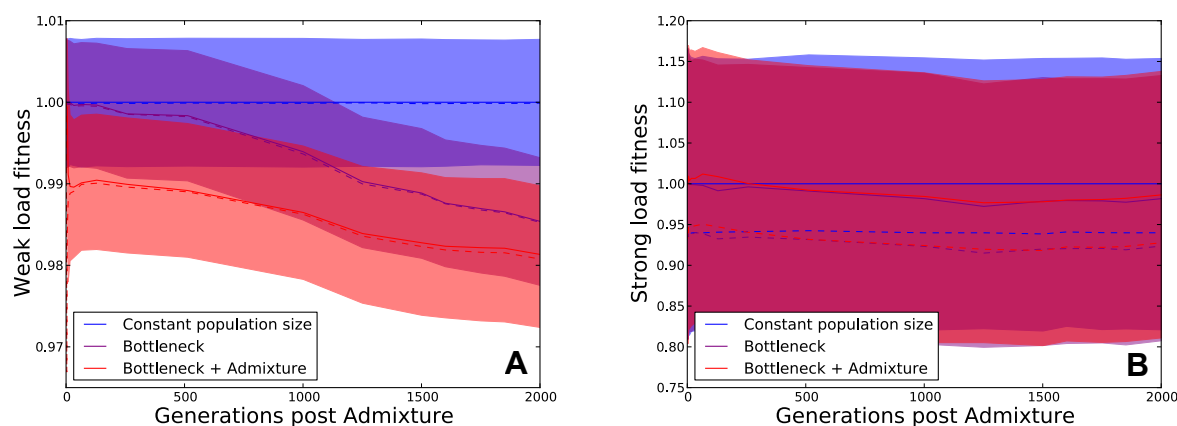 1.01
1.00
0.99
0.98
0.97
Weak load fitness
Constant population size
Bottleneck
Bottleneck + Admixture
A
0
500
1000
1500
2000
Generations post Admixture
1.20
1.15
1.10
1.05
1.00
0.95
0.90
0.85
0.80
0.75
Strong load fitness
Constant population size
Bottleneck
Bottleneck + Admixture
B
0
500
1000
1500
2000
Generations post Admixture